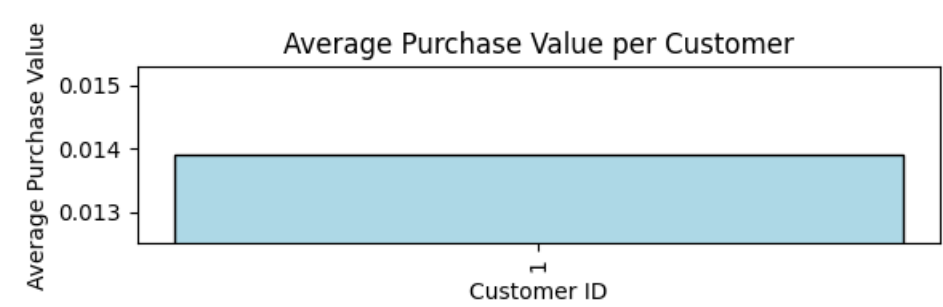 Average Purchase Value per Customer
Average Purchase Value
0.015
0.014
0.013
1
Customer ID